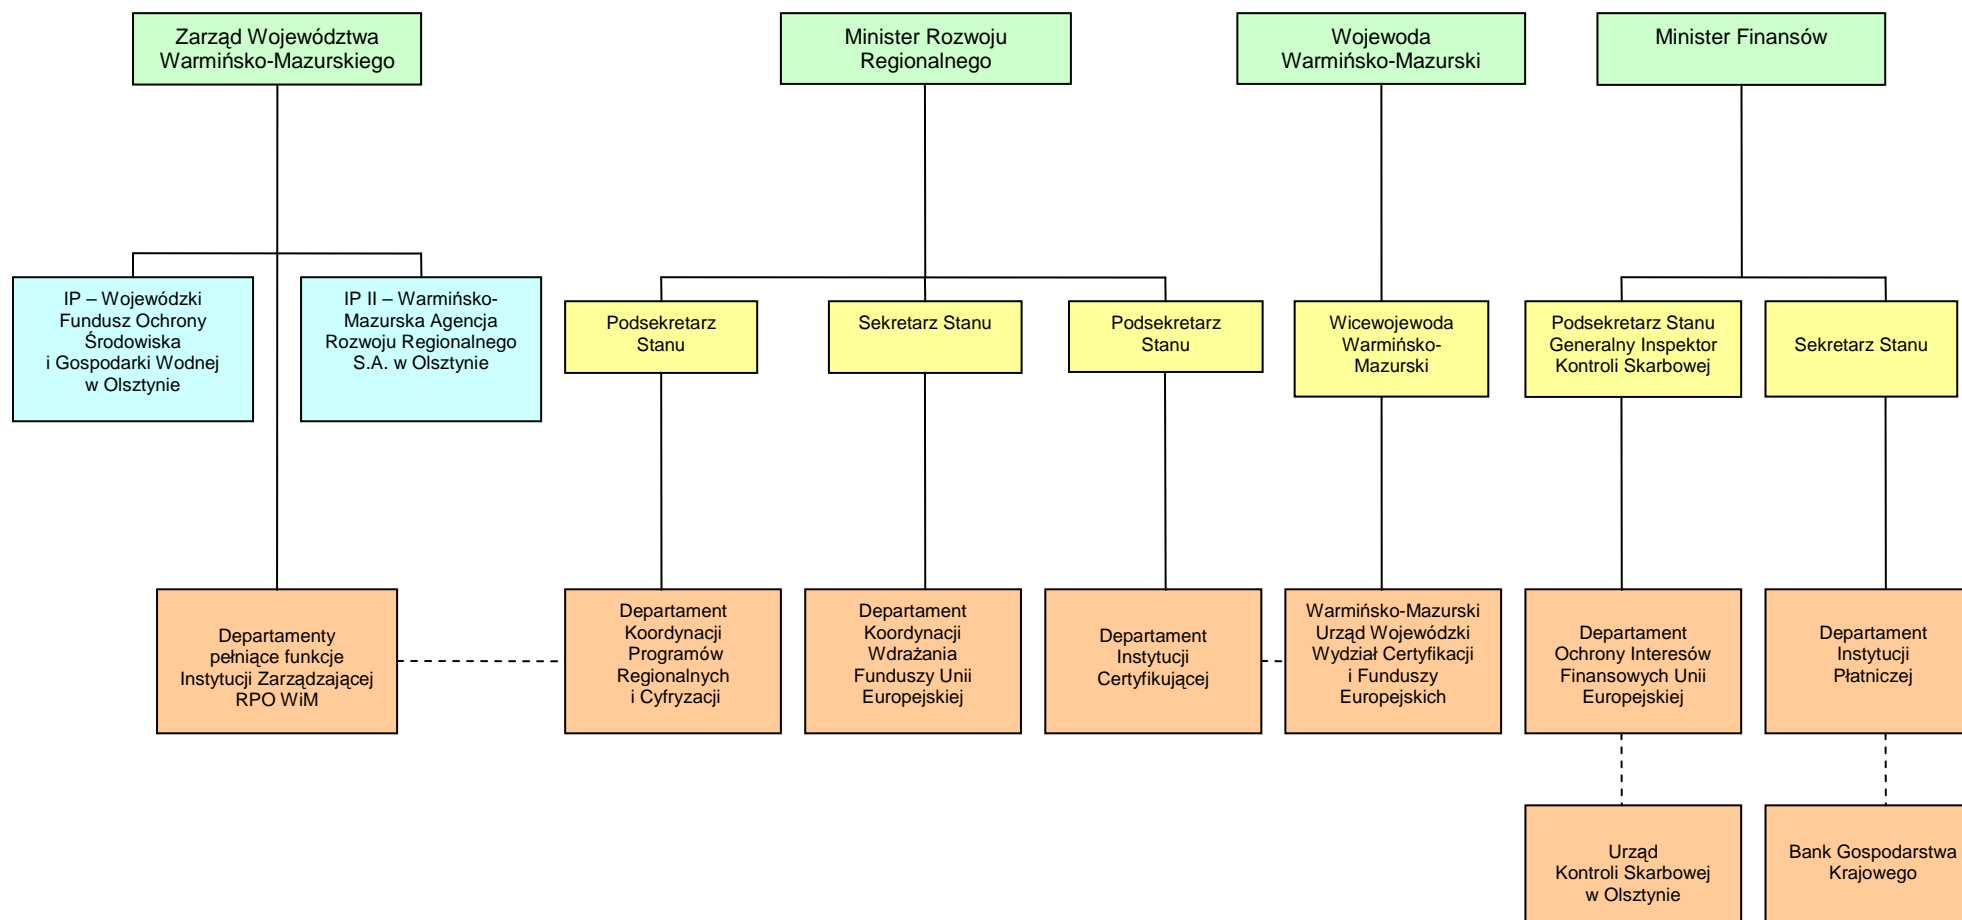 Zarząd Województwa
Warmińsko-Mazurskiego
Minister Rozwoju
Regionalnego
Wojewoda
Warmińsko-Mazurski
Minister Finansów
IP – Wojewódzki
Fundusz Ochrony
Środowiska
i Gospodarki Wodnej
w Olsztynie
IP II – Warmińsko-
Mazurska Agencja
Rozwoju Regionalnego
S.A. w Olsztynie
Podsekretarz
Stanu
Sekretarz Stanu
Podsekretarz
Stanu
Wicewojewoda
Warmińsko-
Mazurski
Podsekretarz Stanu
Generalny Inspektor
Kontroli Skarbowej
Sekretarz Stanu
Departamenty
pełniące funkcje
Instytucji Zarządzającej
RPO WiM
Departament
Koordynacji
Programów
Regionalnych
i Cyfryzacji
Departament
Koordynacji
Wdrażania
Funduszy Unii
Europejskiej
Departament
Instytucji
Certyfikującej
Warmińsko-Mazurski
Urząd Wojewódzki
Wydział Certyfikacji
i Funduszy
Europejskich
Departament
Ochrony Interesów
Finansowych Unii
Europejskiej
Departament
Instytucji
Płatniczej
Urząd
Kontroli Skarbowej
w Olsztynie
Bank Gospodarstwa
Krajowego